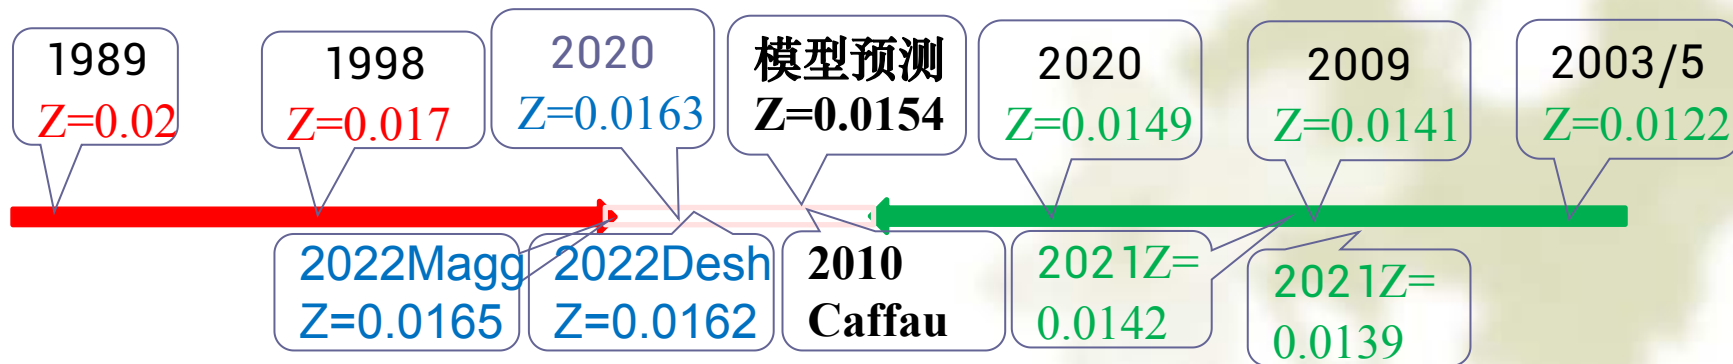 1989
Z=0.02
1998
Z=0.017
2020
Z=0.0163
模型预测
Z=0.0154
2020
Z=0.0149
2009
Z=0.0141
2003/5
Z=0.0122
2022Magg
Z=0.0165
2022Desh
Z=0.0162
2010
Caffau
2021Z=
0.0142
2021Z=
0.0139